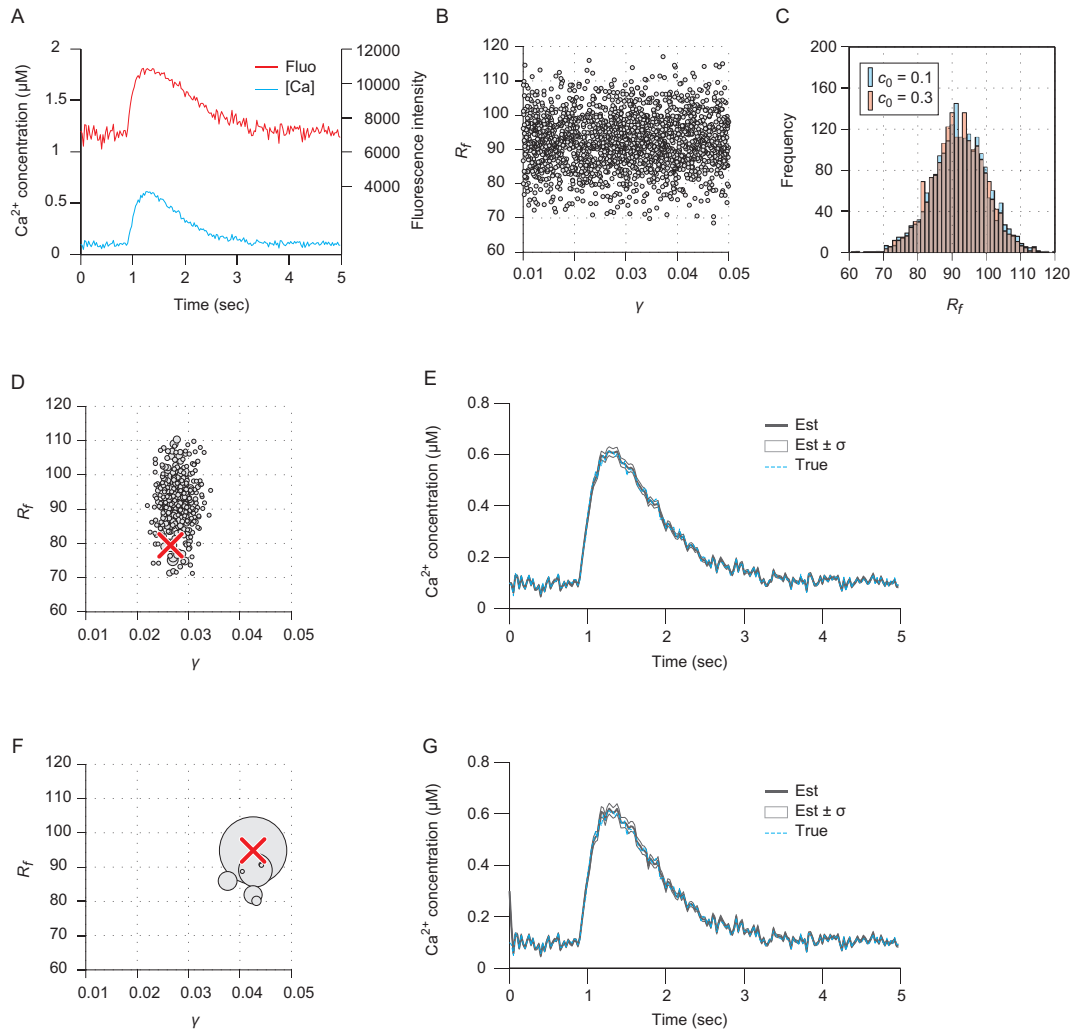 A
Ca2+ concentration (μM)
2
1.5
1
0.5
0
0 1 2 3 4 5
Time (sec)
12000
11000
10000
9000
8000
7000
6000
4000
Fluorescence intensity
Fluo
[Ca]
B
Rf
120
110
100
90
80
70
60
0.01 0.02 0.03 0.04 0.05
γ
C
Frequency
200
160
120
80
40
0
60 70 80 90 100 110 120
Rf
c0 = 0.1
c0 = 0.3
D
Rf
120
110
100
90
80
70
60
0.01 0.02 0.03 0.04 0.05
γ
E
Ca2+ concentration (μM)
0.8
0.6
0.4
0.2
0
0 1 2 3 4 5
Time (sec)
Est
Est ± σ
True
F
Rf
120
110
100
90
80
70
60
0.01 0.02 0.03 0.04 0.05
γ
G
Ca2+ concentration (μM)
0.8
0.6
0.4
0.2
0
0 1 2 3 4 5
Time (sec)
Est
Est ± σ
True